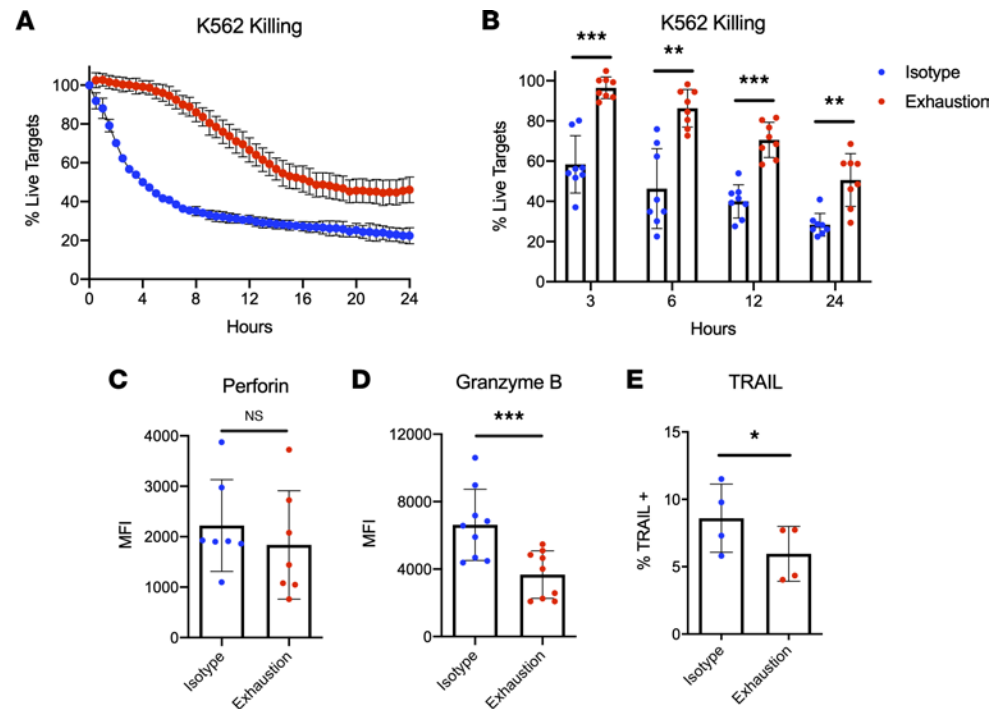 A
K562 Killing
% Live Targets
100
80
60
40
20
0
0 4 8 12 16 20 24
Hours
B
K562 Killing
% Live Targets
100
80
60
40
20
0
*** ** *** **
3 6 12 24
Hours
Isotype
Exhaustion
C
Perforin
NS
MFI
4000
3000
2000
1000
0
Isotype Exhaustion
D
Granzyme B
***
MFI
12000
8000
4000
0
Isotype Exhaustion
E
TRAIL
*
% TRAIL +
15
10
5
0
Isotype Exhaustion